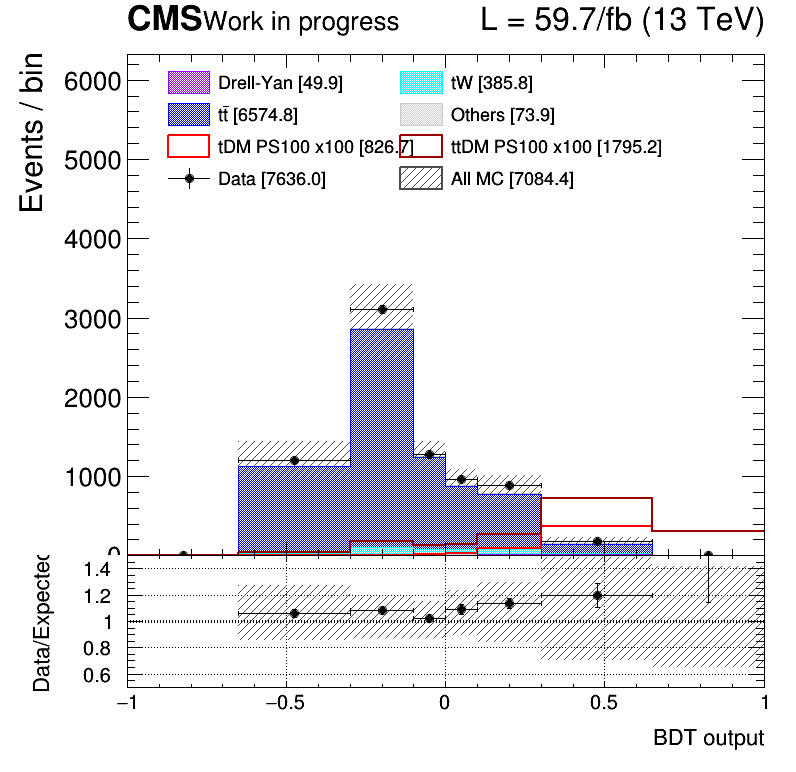 CMS Work in progress L = 59.7/fb (13 TeV)
Events / bin
6000
5000
4000
3000
2000
1000
0
Drell-Yan [49.9] tW [385.8]
tt̄ [6574.8] Others [73.9]
tDM PS100 x100 [826.7] ttDM PS100 x100 [1795.2]
Data [7636.0] All MC [7084.4]
Data/Expected
1.4
1.2
1
0.8
0.6
−1 −0.5 0 0.5 1
BDT output